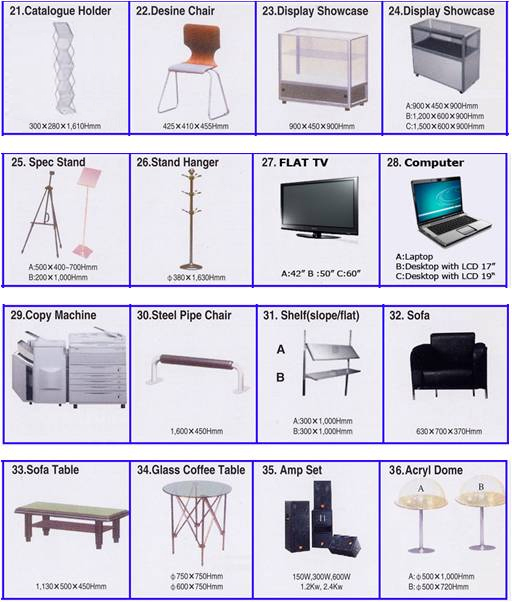 21.Catalogue Holder
300×280×1,610Hmm
22.Desine Chair
425×410×455Hmm
23.Display Showcase
900×450×900Hmm
24.Display Showcase
A:900×450×900Hmm
B:1,200×600×900Hmm
C:1,500×600×900Hmm
25. Spec Stand
A:500×400~700Hmm
B:200×1,000Hmm
26.Stand Hanger
φ380×1,630Hmm
27. FLAT TV
A:42″ B :50″ C:60″
28. Computer
A:Laptop
B:Desktop with LCD 17″
C:Desktop with LCD 19″
29.Copy Machine
30.Steel Pipe Chair
1,600×450Hmm
31. Shelf(slope/flat)
A
B
A:300×1,000Hmm
B:300×1,000Hmm
32. Sofa
630×700×370Hmm
33.Sofa Table
1,130×500×450Hmm
34.Glass Coffee Table
φ750×750Hmm
φ600×750Hmm
35. Amp Set
150W,300W,600W
1.2Kw, 2.4Kw
36.Acryl Dome
A
B
A: φ500×1,000Hmm
B: φ500×720Hmm